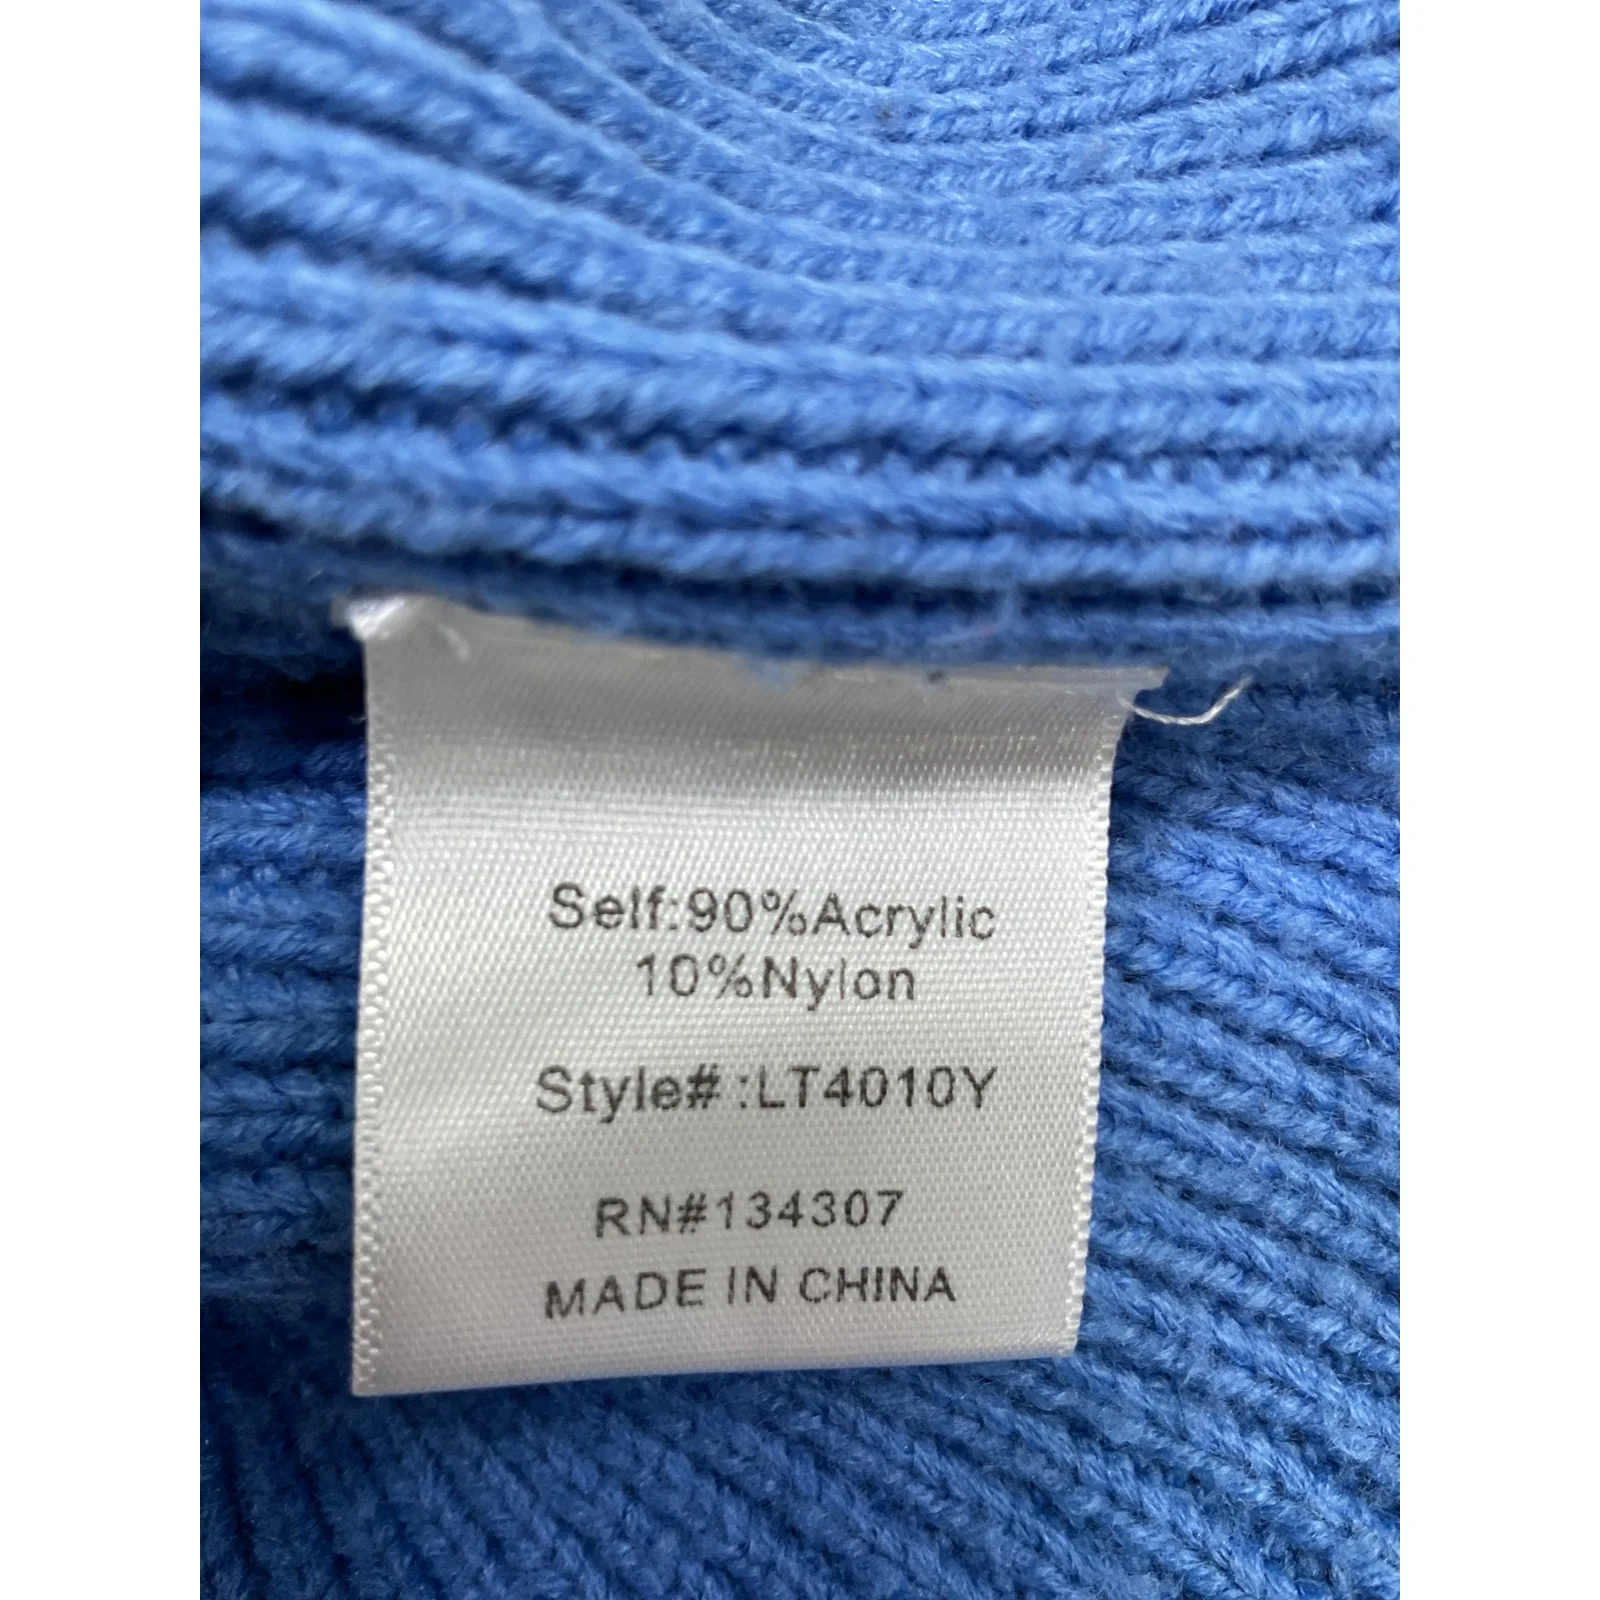 Self:90%Acrylic
10%Nylon
Style# :LT4010Y
RN#134307
MADE IN CHINA